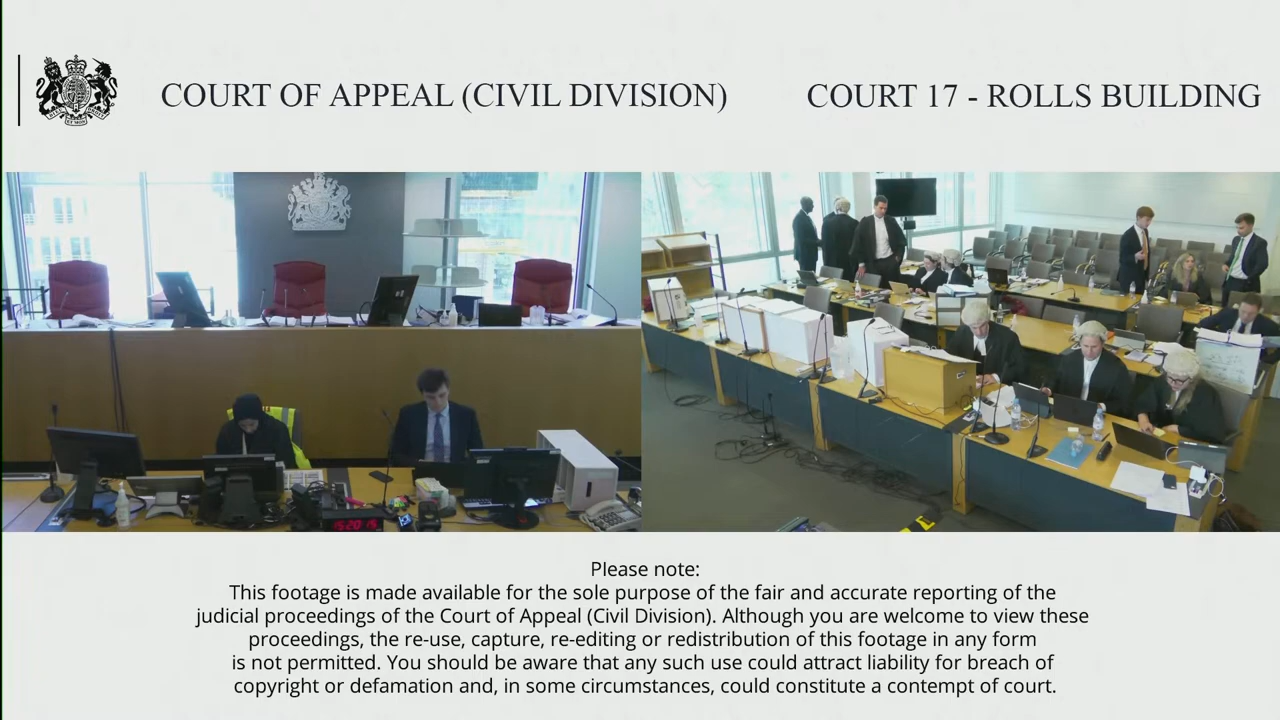 COURT OF APPEAL (CIVIL DIVISION)
COURT 17 - ROLLS BUILDING
15:20 15
Please note:
This footage is made available for the sole purpose of the fair and accurate reporting of the
judicial proceedings of the Court of Appeal (Civil Division). Although you are welcome to view these
proceedings, the re-use, capture, re-editing or redistribution of this footage in any form
is not permitted. You should be aware that any such use could attract liability for breach of
copyright or defamation and, in some circumstances, could constitute a contempt of court.